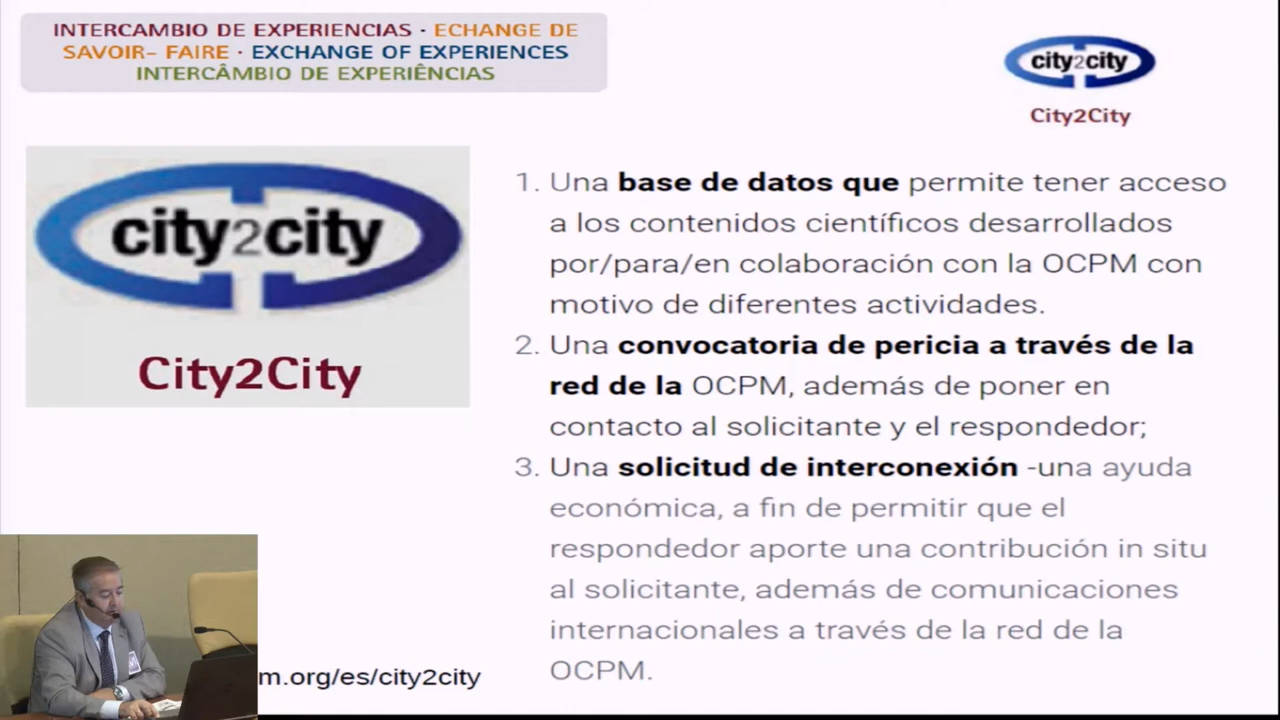 INTERCAMBIO DE EXPERIENCIAS · ECHANGE DE
SAVOIR- FAIRE · EXCHANGE OF EXPERIENCES
INTERCÂMBIO DE EXPERIÊNCIAS
city2city
City2City
city2city
City2City
1. Una base de datos que permite tener acceso
a los contenidos científicos desarrollados
por/para/en colaboración con la OCPM con
motivo de diferentes actividades.
2. Una convocatoria de pericia a través de la
red de la OCPM, además de poner en
contacto al solicitante y el respondedor;
3. Una solicitud de interconexión -una ayuda
económica, a fin de permitir que el
respondedor aporte una contribución in situ
al solicitante, además de comunicaciones
internacionales a través de la red de la
OCPM.
m.org/es/city2city